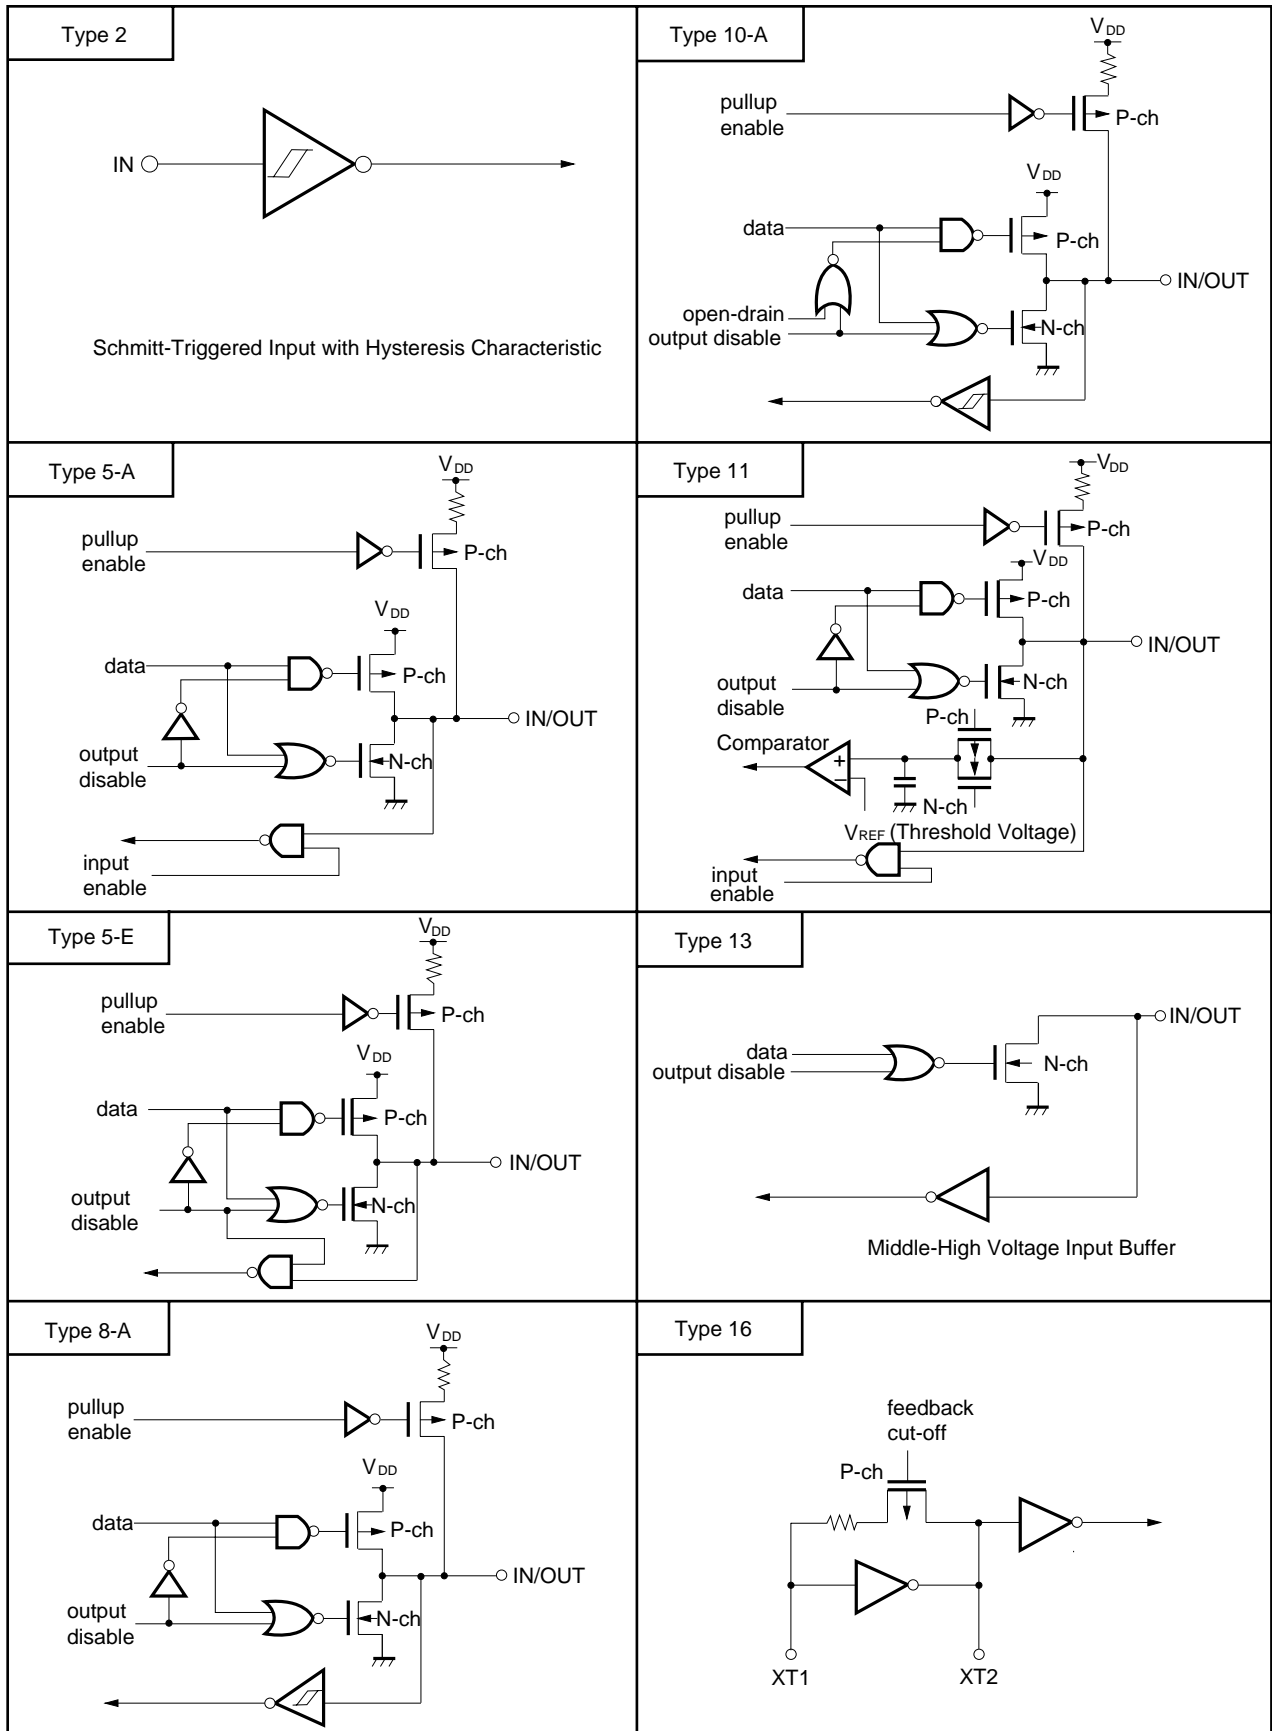 Type 2
IN
Schmitt-Triggered Input with Hysteresis Characteristic
Type 10-A
VDD
pullup
enable
P-ch
VDD
data
P-ch
IN/OUT
open-drain
output disable
N-ch
Type 5-A
VDD
pullup
enable
P-ch
VDD
data
P-ch
IN/OUT
output
disable
N-ch
input
enable
Type 11
VDD
pullup
enable
P-ch
VDD
data
P-ch
IN/OUT
output
disable
N-ch
P-ch
Comparator
+
−
N-ch
VREF (Threshold Voltage)
input
enable
Type 5-E
VDD
pullup
enable
P-ch
VDD
data
P-ch
IN/OUT
output
disable
N-ch
Type 13
IN/OUT
data
output disable
N-ch
Middle-High Voltage Input Buffer
Type 8-A
VDD
pullup
enable
P-ch
VDD
data
P-ch
IN/OUT
output
disable
N-ch
Type 16
feedback
cut-off
P-ch
XT1
XT2